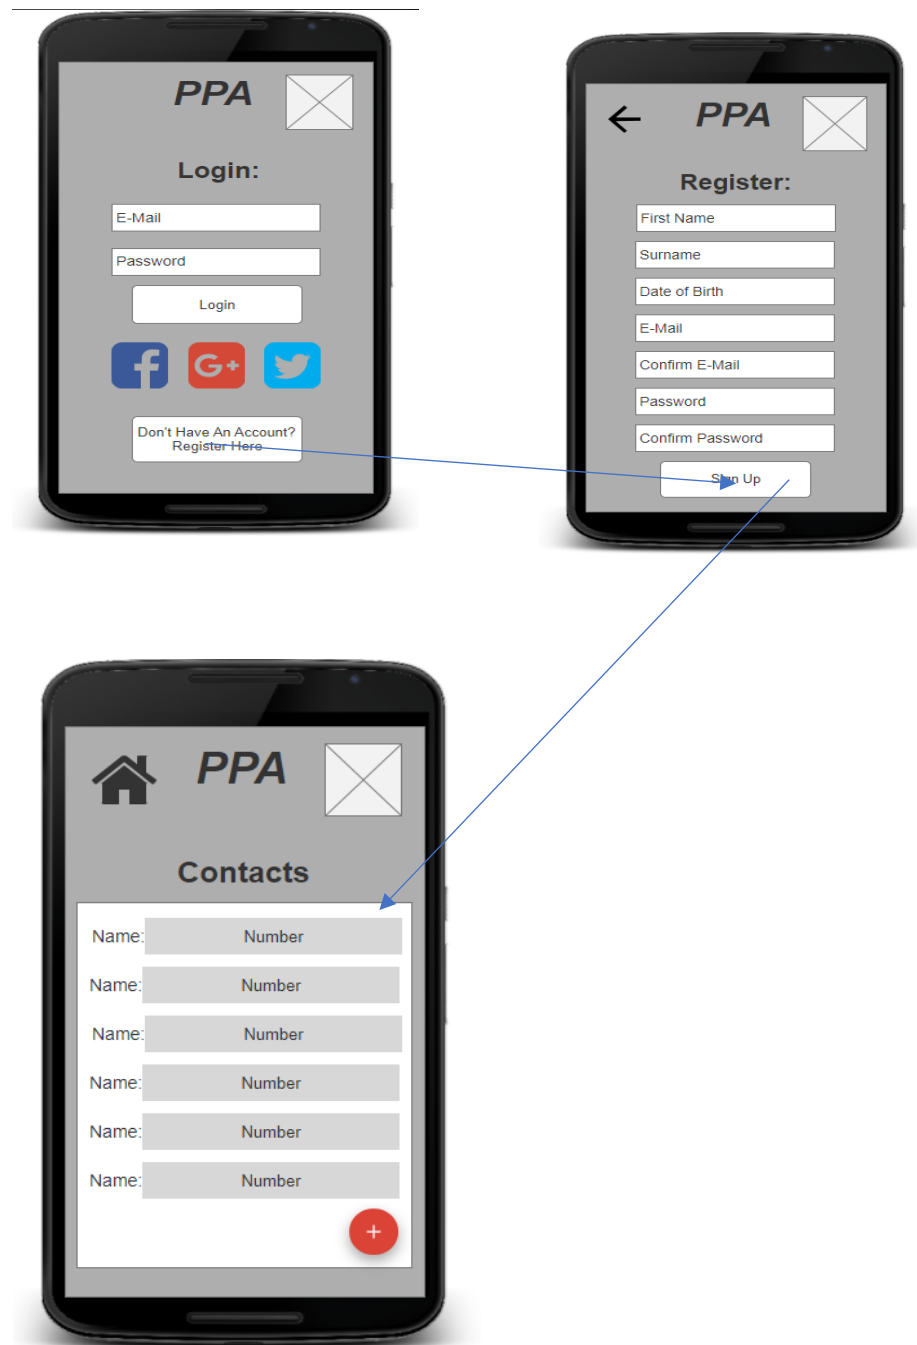 PPA
Login:
E-Mail
Password
Login
G+
Don't Have An Account?
Register Here
PPA
Register:
First Name
Surname
Date of Birth
E-Mail
Confirm E-Mail
Password
Confirm Password
Sign Up
PPA
Contacts
Name: Number
Name: Number
Name: Number
Name: Number
Name: Number
Name: Number
+